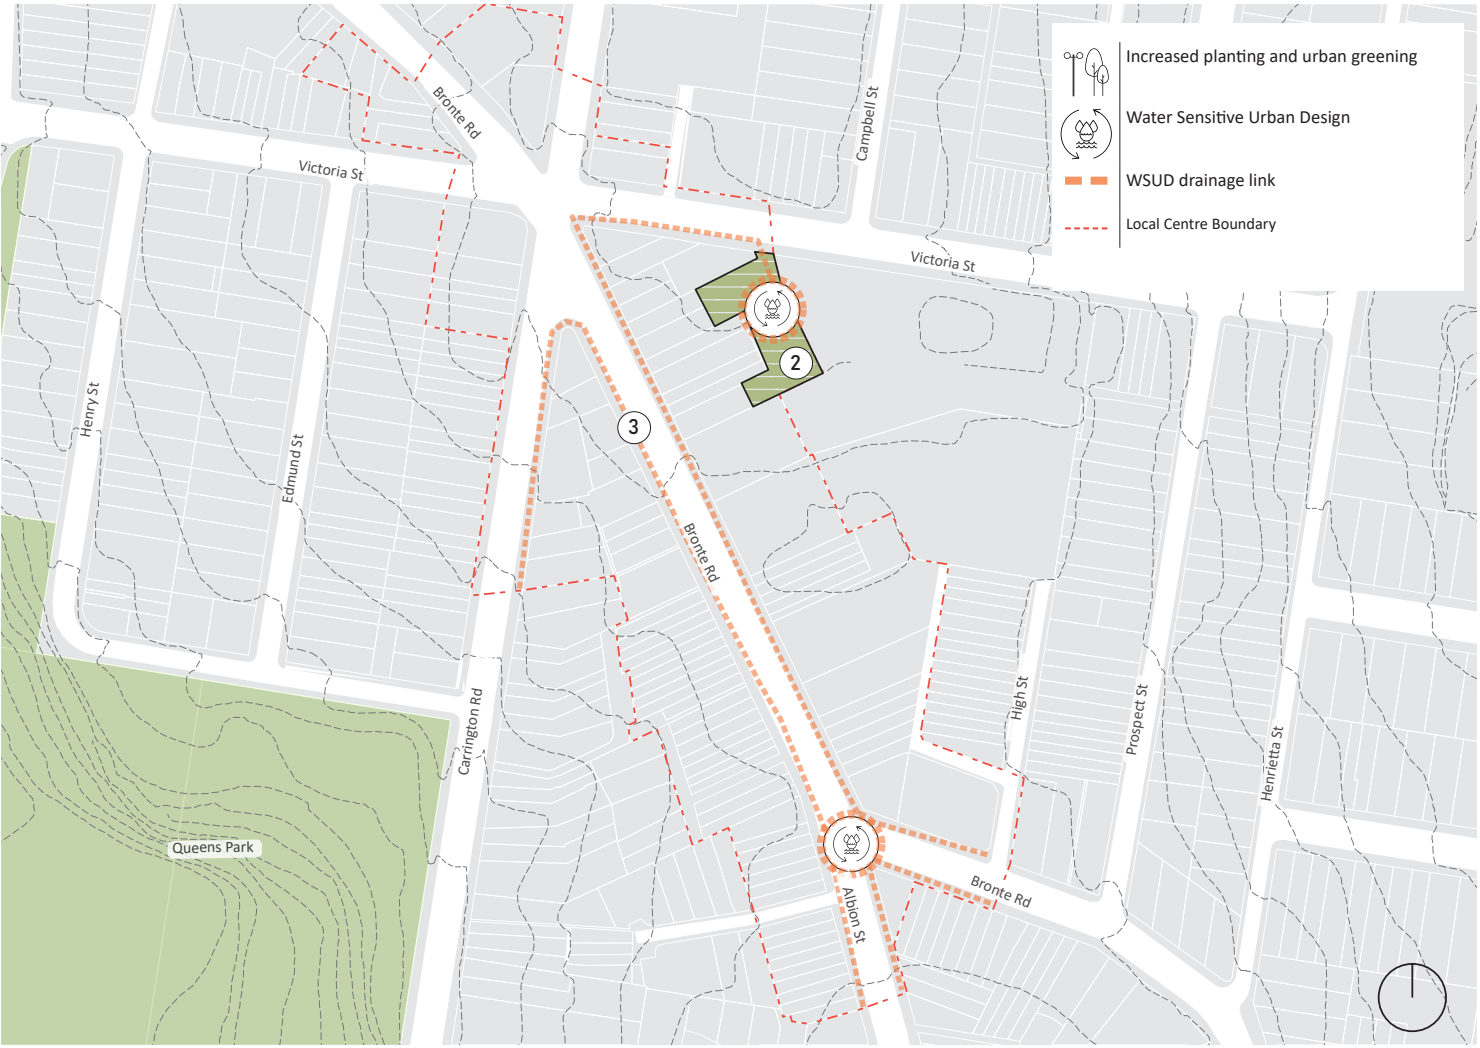 Increased planting and urban greening
Water Sensitive Urban Design
WSUD drainage link
Local Centre Boundary
Bronte Rd
Campbell St
Victoria St
Victoria St
2
Henry St
3
Edmund St
Bronte Rd
High St
Prospect St
Carrington Rd
Henrietta St
Queens Park
Bronte Rd
Albion St